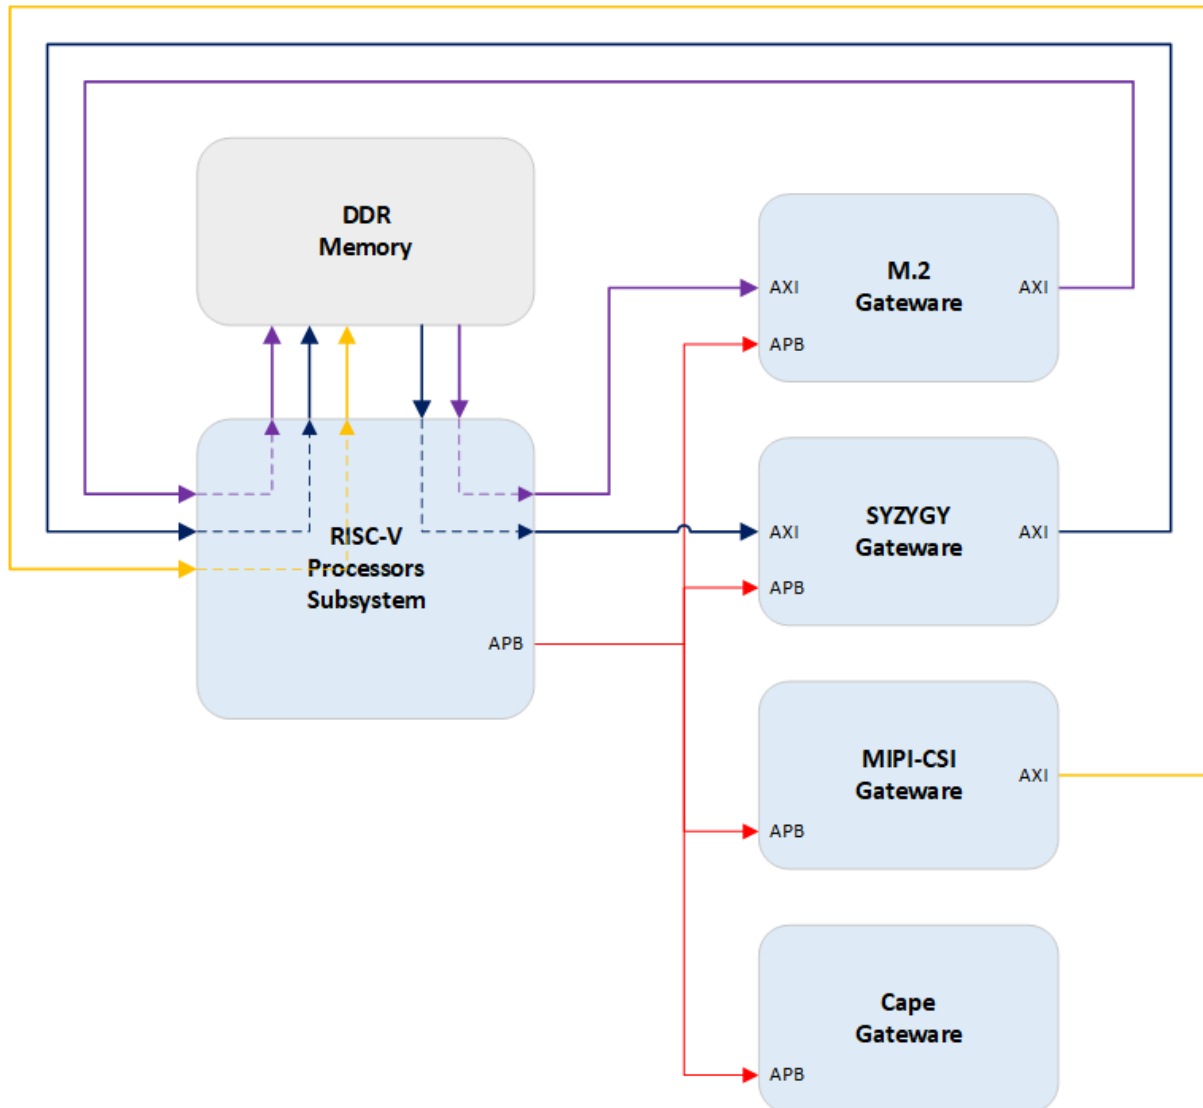 DDR
Memory
M.2
Gateware
AXI
AXI
APB
RISC-V
Processors
Subsystem
APB
SYZYGY
Gateware
AXI
AXI
APB
MIPI-CSI
Gateware
AXI
APB
Cape
Gateware
APB